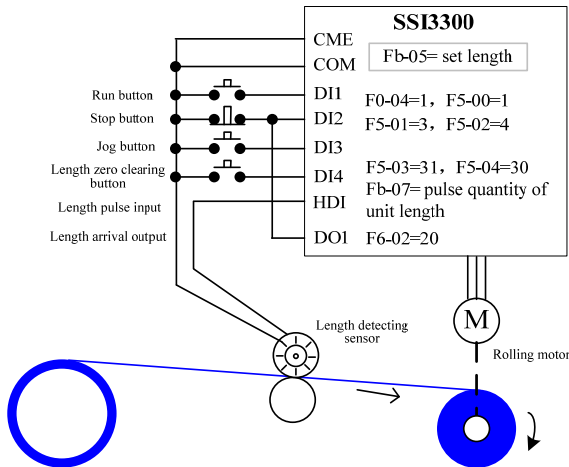 SSI3300
CME
Fb-05= set length
COM
Run button
DI1
F0-04=1，F5-00=1
Stop button
DI2
F5-01=3，F5-02=4
Jog button
DI3
Length zero clearing
button
DI4
F5-03=31，F5-04=30
Fb-07= pulse quantity of
unit length
Length pulse input
HDI
Length arrival output
DO1
F6-02=20
M
Length detecting
sensor
Rolling motor